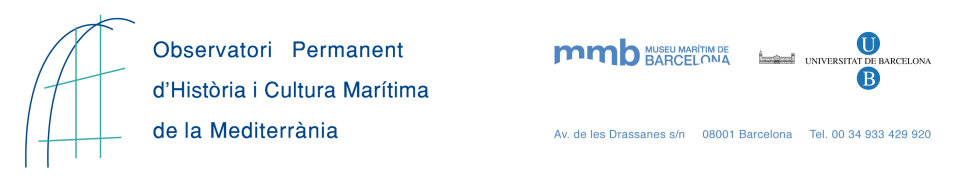 Observatori Permanent
d'Història i Cultura Marítima
de la Mediterrània
mmb MUSEU MARÍTIM DE
BARCELONA
U
UNIVERSITAT DE BARCELONA
B
Av. de les Drassanes s/n 08001 Barcelona Tel. 00 34 933 429 920